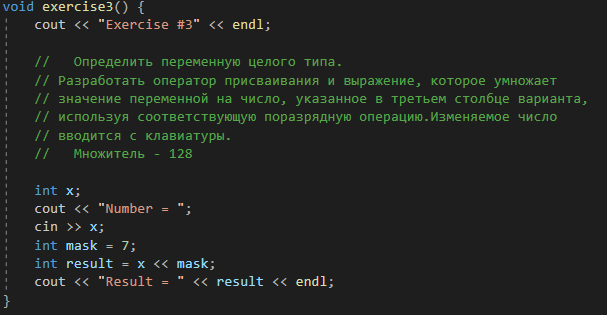 void exercise3() {
cout << "Exercise #3" << endl;
//   Определить переменную целого типа.
// Разработать оператор присваивания и выражение, которое умножает
// значение переменной на число, указанное в третьем столбце варианта,
// используя соответствующую поразрядную операцию.Изменяемое число
// вводится с клавиатуры.
//   Множитель - 128
int x;
cout << "Number = ";
cin >> x;
int mask = 7;
int result = x << mask;
cout << "Result = " << result << endl;
}